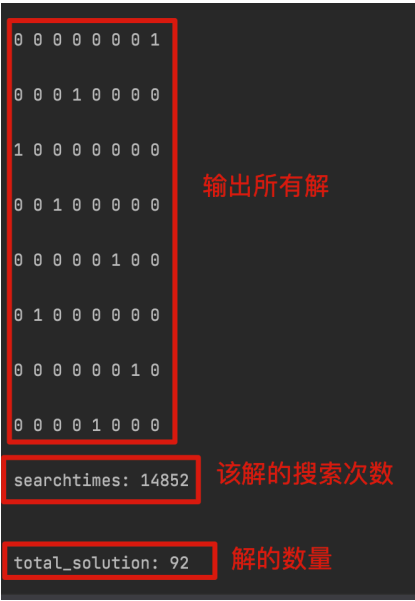 0 0 0 0 0 0 0 1
0 0 0 1 0 0 0 0
1 0 0 0 0 0 0 0
输出所有解
0 0 1 0 0 0 0 0
0 0 0 0 0 1 0 0
0 1 0 0 0 0 0 0
0 0 0 0 0 0 1 0
0 0 0 0 1 0 0 0
searchtimes: 14852 该解的搜索次数
total_solution: 92 解的数量